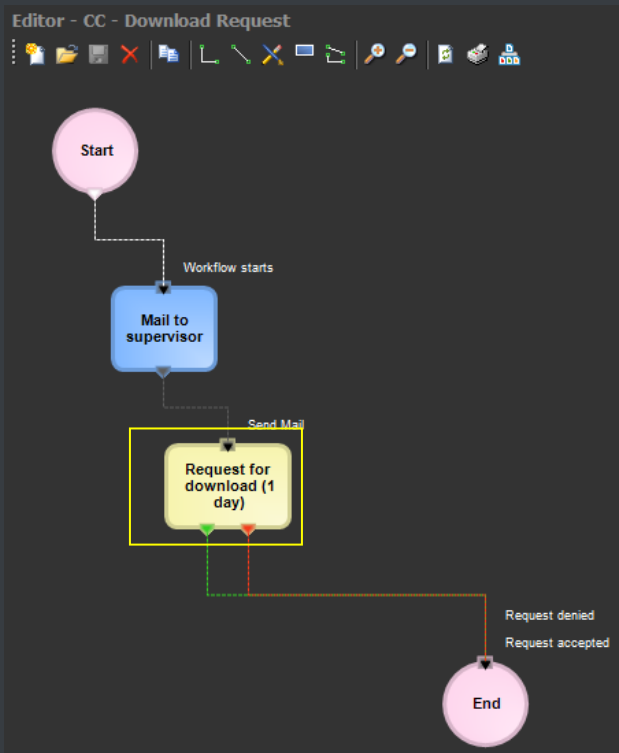 Editor - CC - Download Request
Start
Workflow starts
Mail to
supervisor
Send Mail
Request for
download (1
day)
Request denied
Request accepted
End